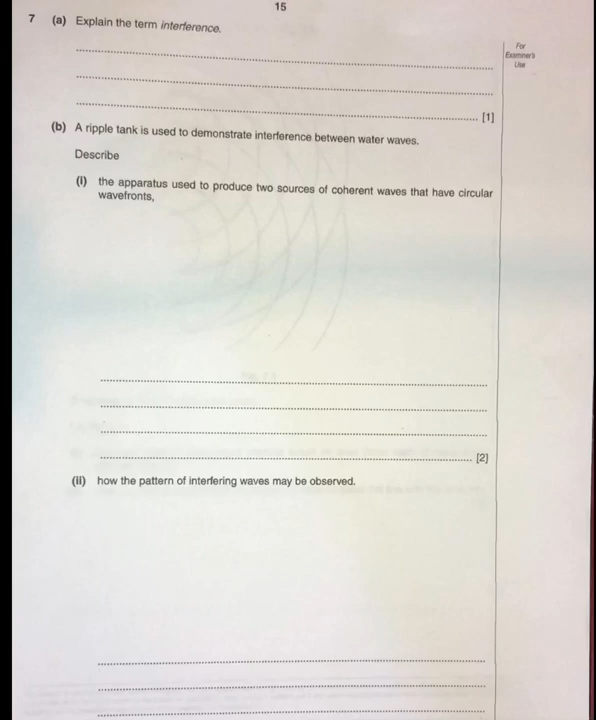 15
7 (a) Explain the term interference.
For
Examiner's
Use
[1]
(b) A ripple tank is used to demonstrate interference between water waves.
Describe
(i) the apparatus used to produce two sources of coherent waves that have circular
wavefronts,
[2]
(ii) how the pattern of interfering waves may be observed.